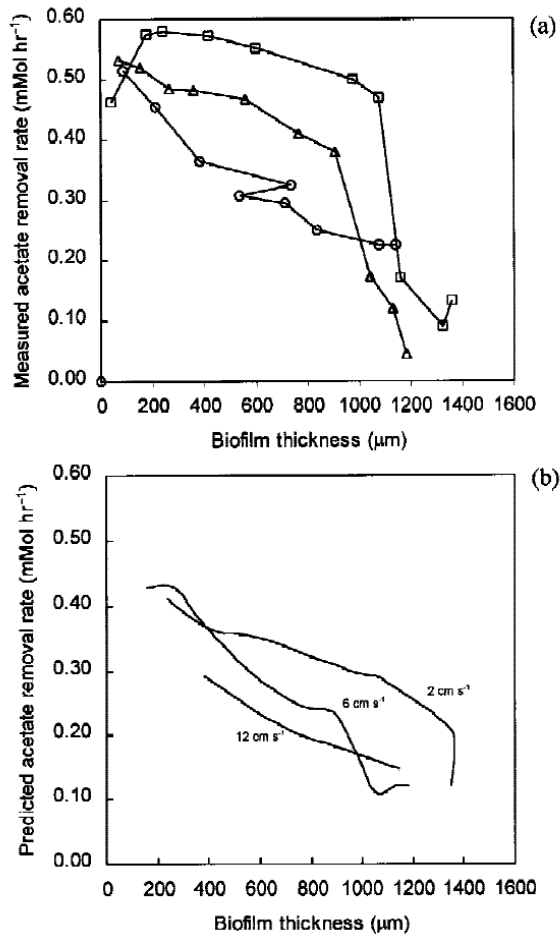 (a)
Measured acetate removal rate (mMol hr⁻¹)
0.60
0.50
0.40
0.30
0.20
0.10
0.00
0 200 400 600 800 1000 1200 1400 1600
Biofilm thickness (μm)
(b)
Predicted acetate removal rate (mMol hr⁻¹)
0.60
0.50
0.40
0.30
0.20
0.10
0.00
2 cm s⁻¹
6 cm s⁻¹
12 cm s⁻¹
0 200 400 600 800 1000 1200 1400 1600
Biofilm thickness (μm)